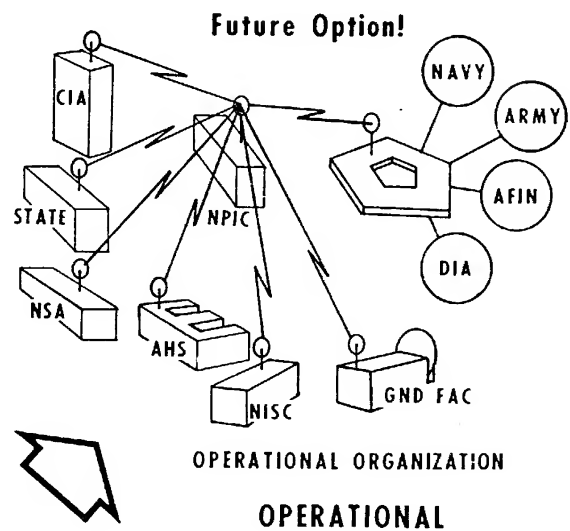 Future Option!
CIA
NAVY
ARMY
STATE
NPIC
AFIN
NSA
DIA
AHS
NISC
GND FAC
OPERATIONAL ORGANIZATION
OPERATIONAL